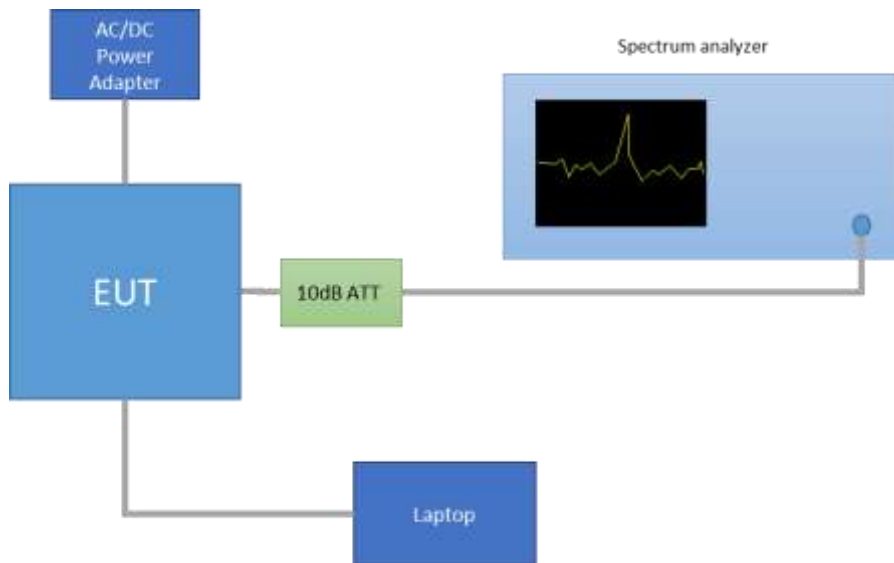 AC/DC
Power
Adapter
Spectrum analyzer
EUT
10dB ATT
Laptop